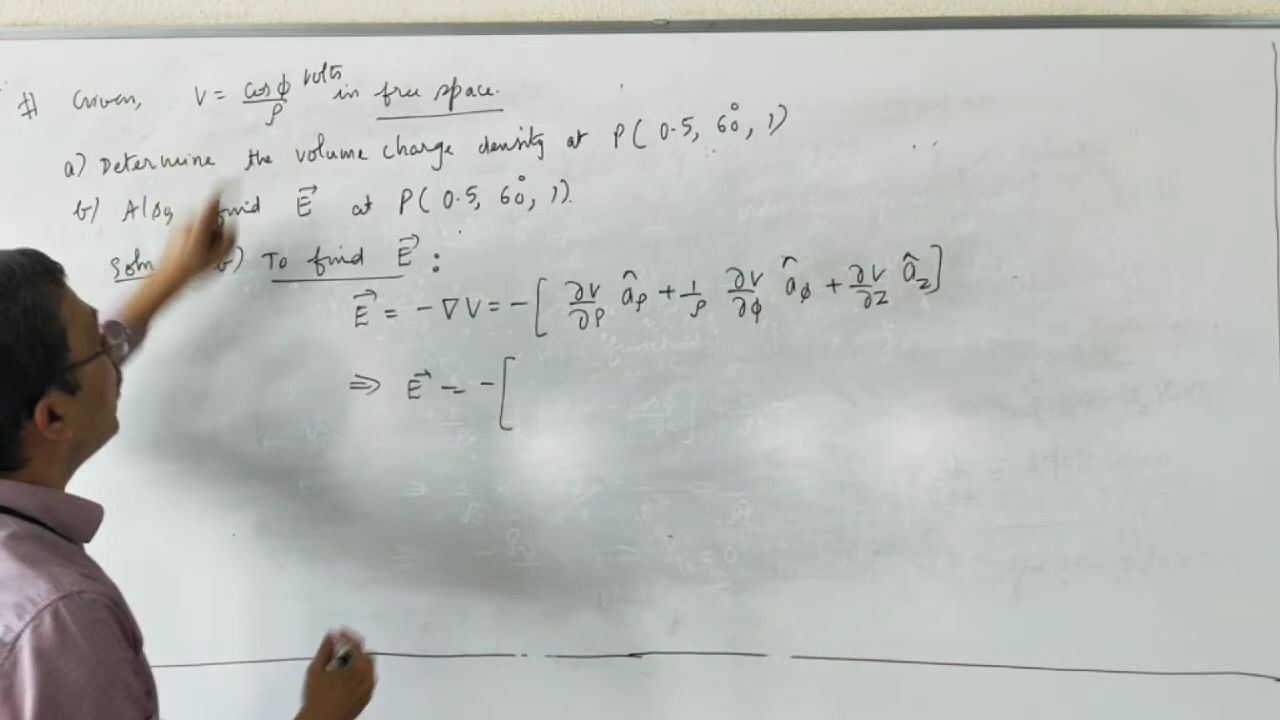 #) Given, V = cosφ/ρ volts in free space.
a) Determine the volume charge density at P( 0.5, 60°, 1)
b) Also, find E⃗ at P( 0.5, 60°, 1).
Soln b) To find E⃗ :
E⃗ = - ∇V = - [ ∂V/∂ρ âρ + 1/ρ ∂V/∂φ âφ + ∂V/∂z âz ]
⇒ E⃗ = - [